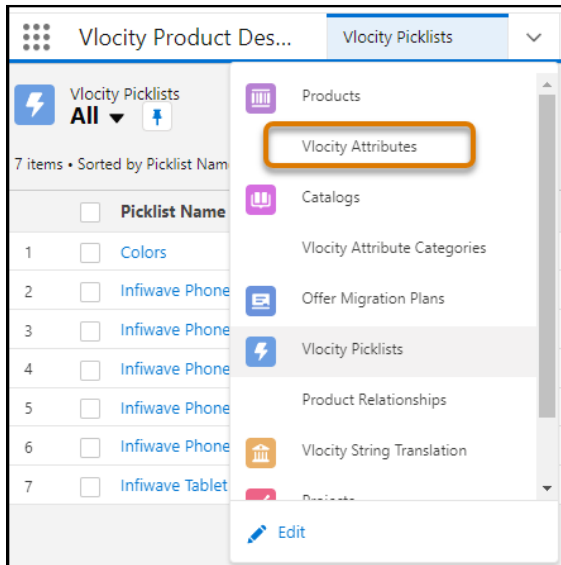 Vlocity Product Des...
Vlocity Picklists
Vlocity Picklists
All
7 items • Sorted by Picklist Nam
Picklist Name
1 Colors
2 Infiwave Phone
3 Infiwave Phone
4 Infiwave Phone
5 Infiwave Phone
6 Infiwave Phone
7 Infiwave Tablet
Products
Vlocity Attributes
Catalogs
Vlocity Attribute Categories
Offer Migration Plans
Vlocity Picklists
Product Relationships
Vlocity String Translation
Projects
Edit